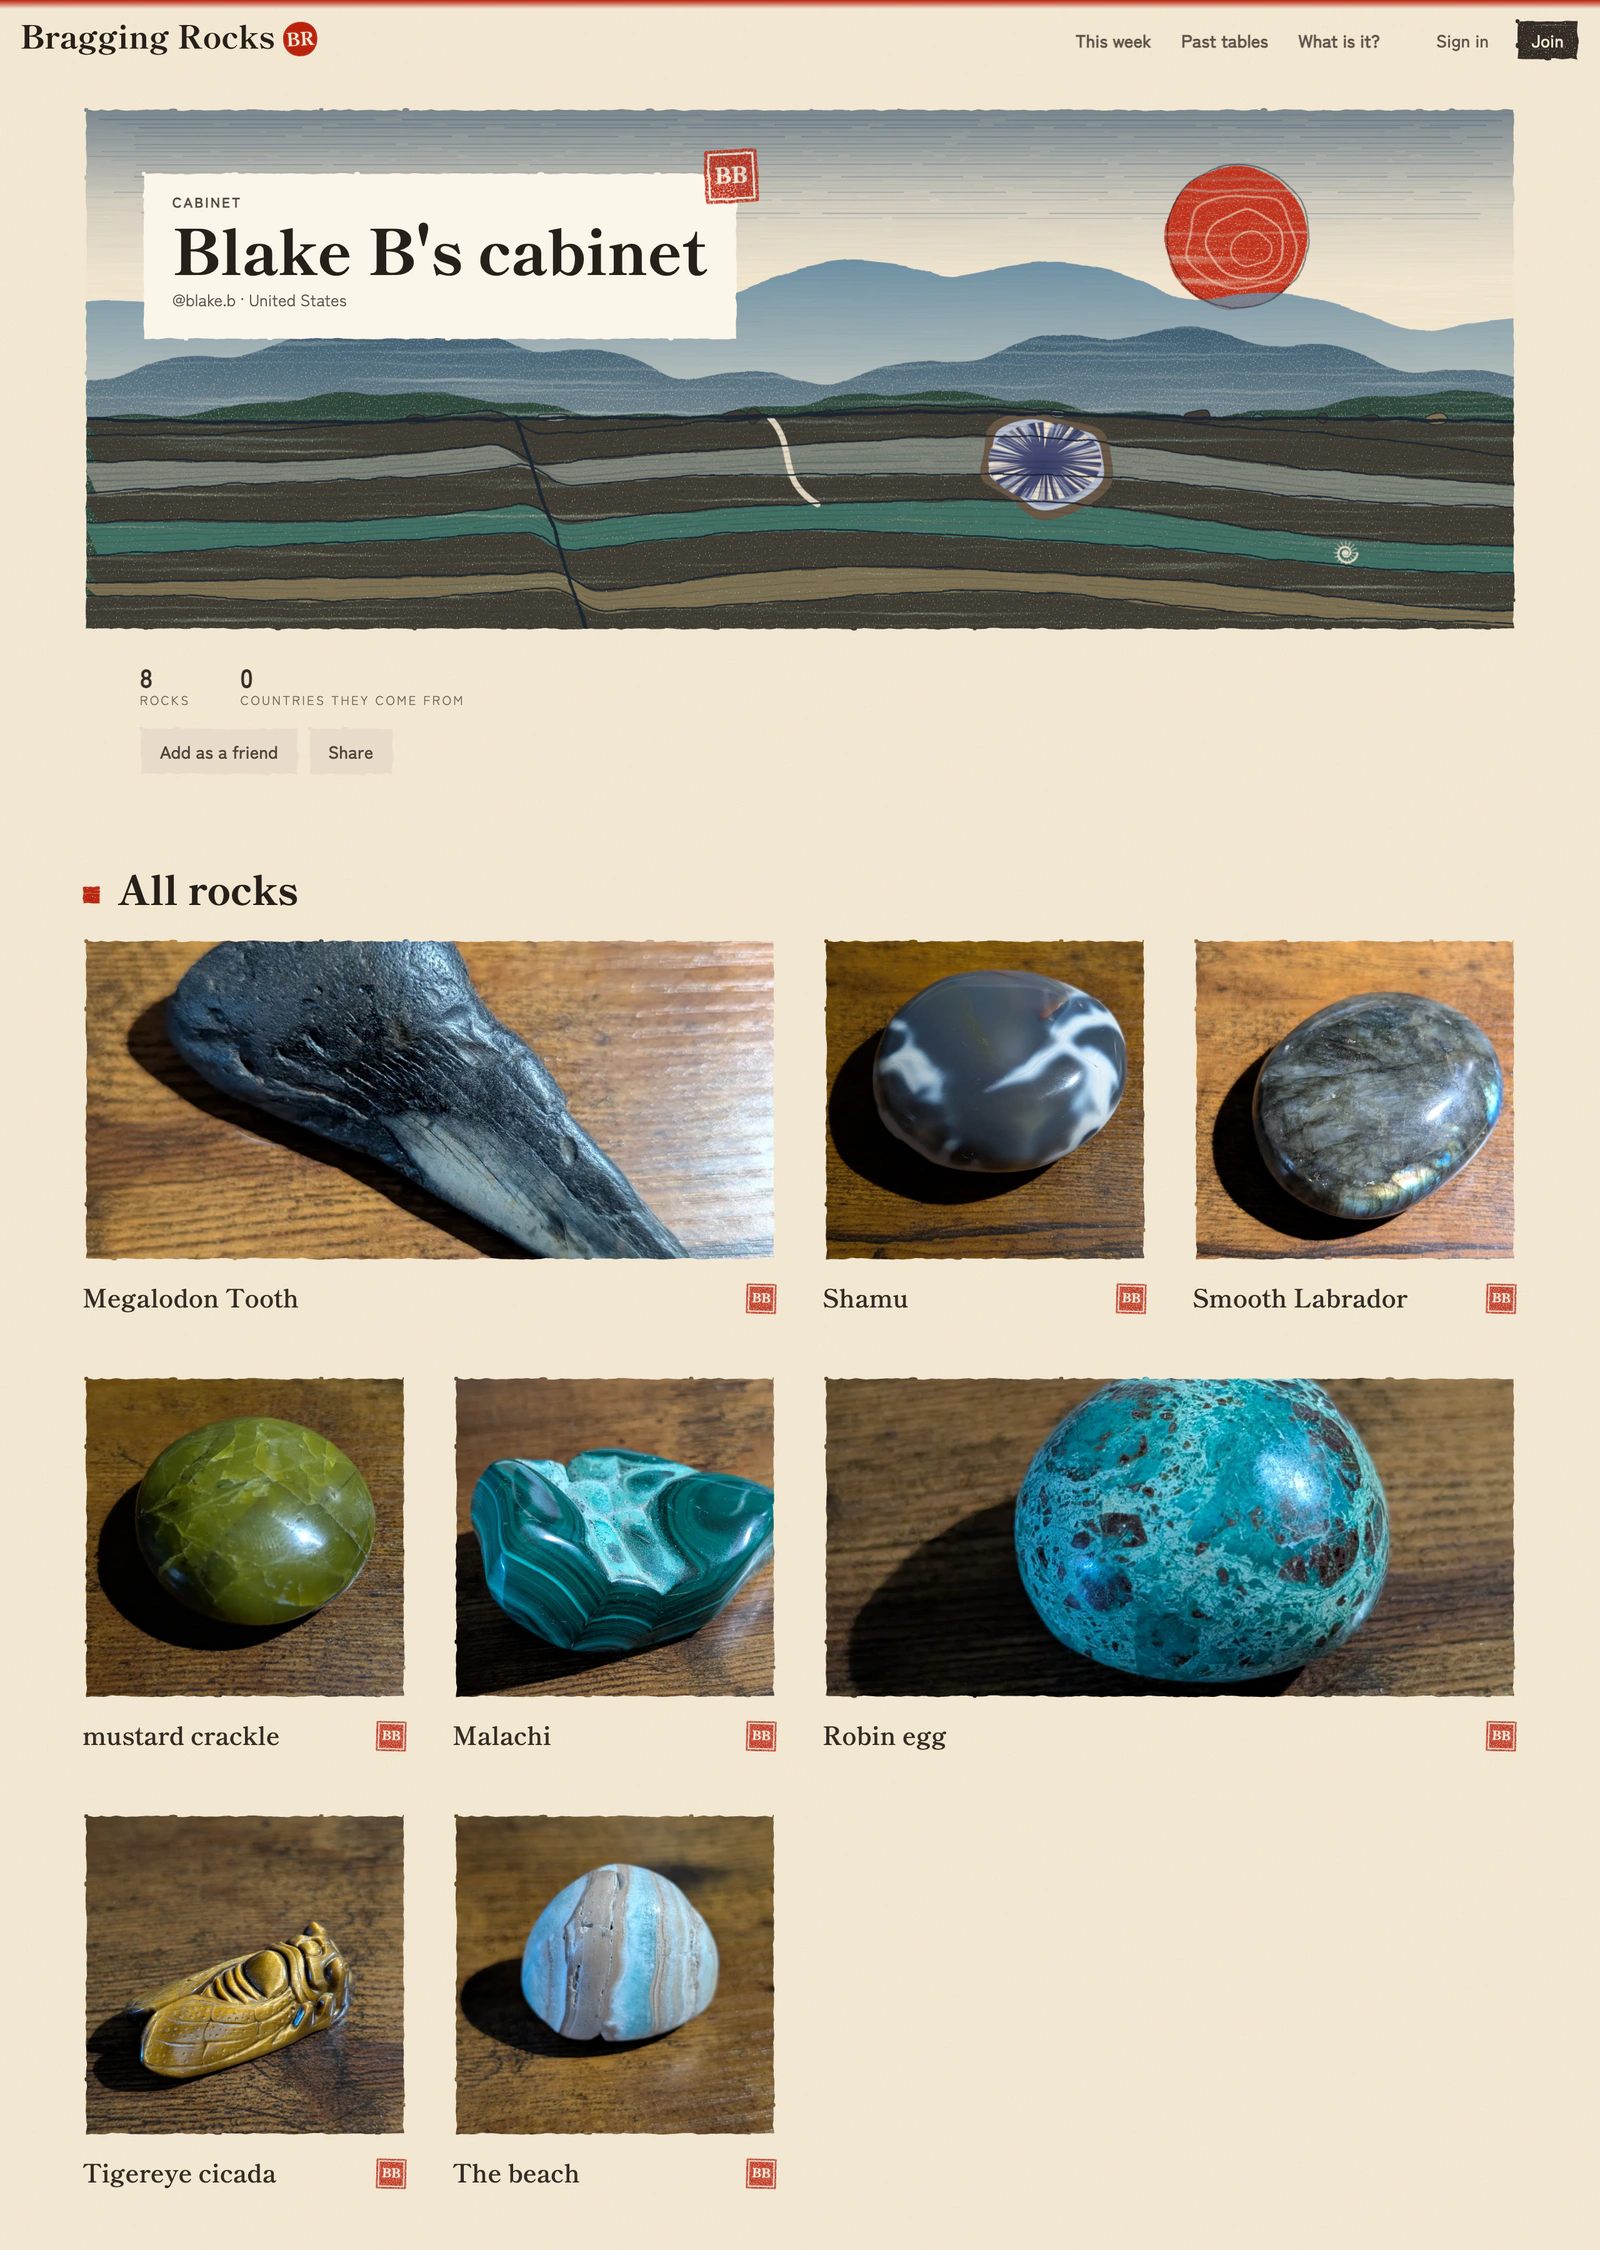 Bragging Rocks BR
This week Past tables What is it? Sign in Join
BB
CABINET
Blake B's cabinet
@blake.b · United States
8 0
ROCKS COUNTRIES THEY COME FROM
Add as a friend Share
All rocks
Megalodon Tooth BB Shamu BB Smooth Labrador BB
mustard crackle BB Malachi BB Robin egg BB
Tigereye cicada BB The beach BB